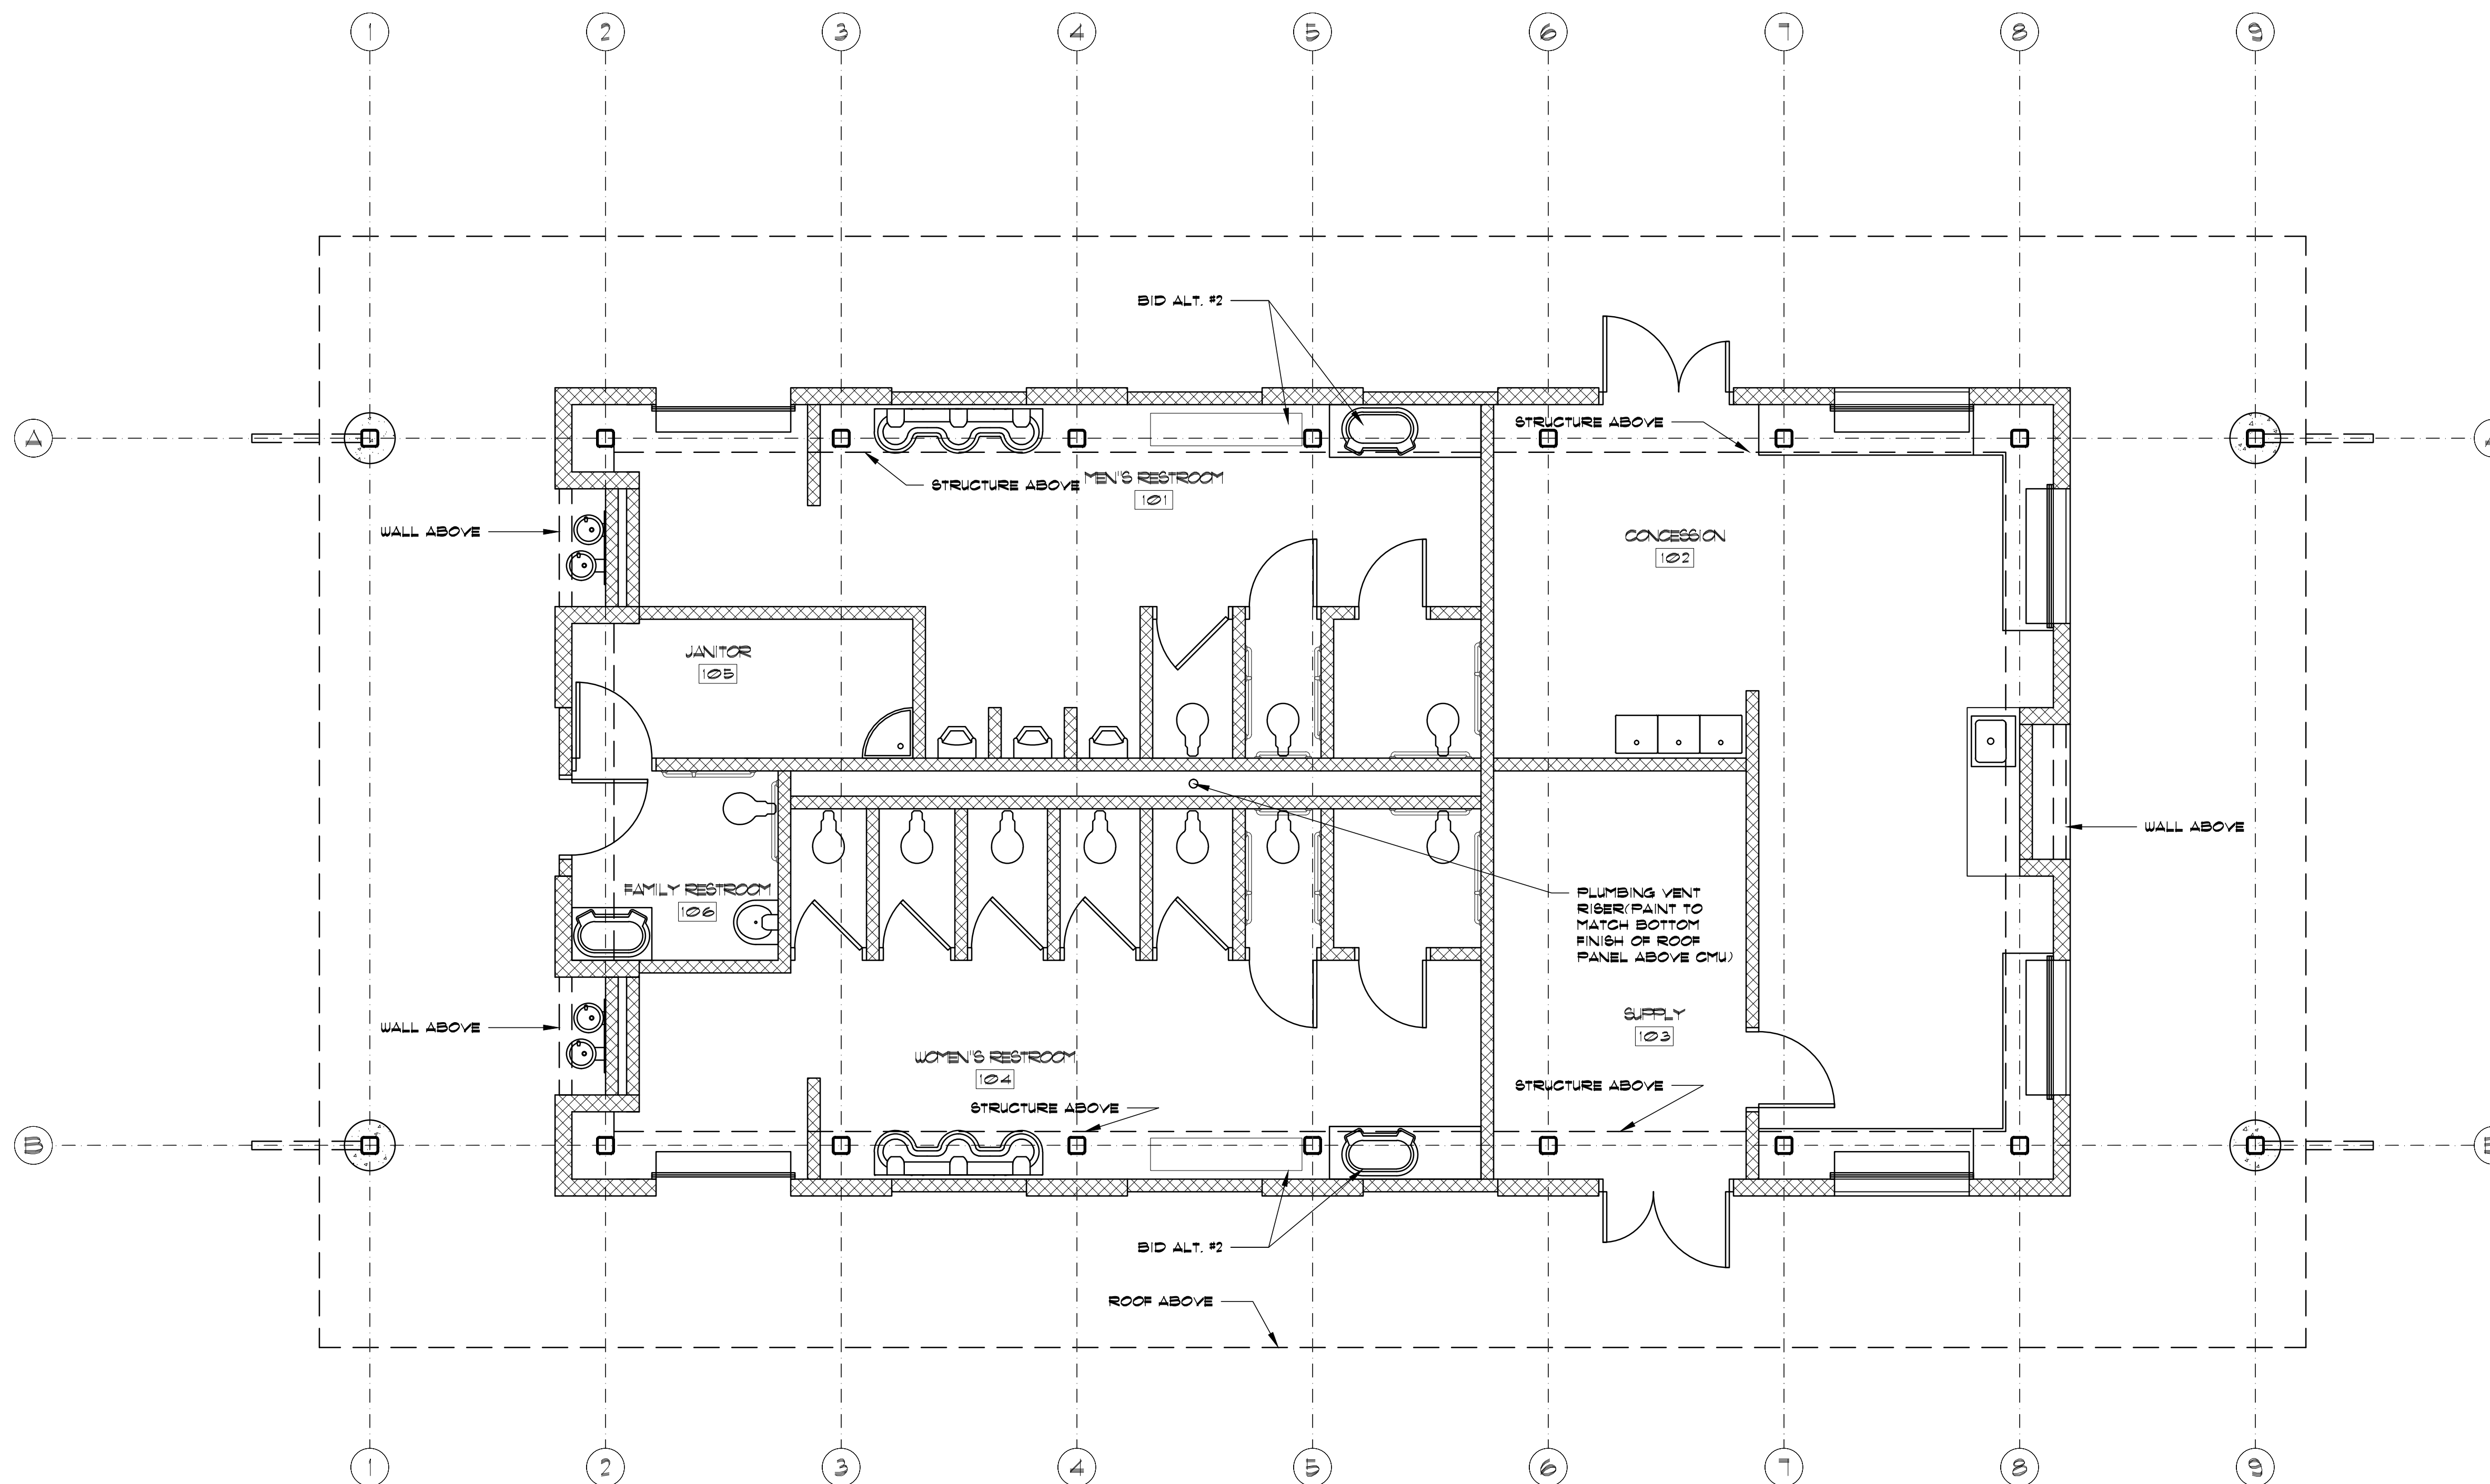 1 2 3 4 5 6 7 8 9
BID ALT. #2
A
STRUCTURE ABOVE
STRUCTURE ABOVE
MEN'S RESTROOM
101
WALL ABOVE
CONCESSION
102
JANITOR
105
WALL ABOVE
FAMILY RESTROOM
106
PLUMBING VENT
RISER(PAINT TO
MATCH BOTTOM
FINISH OF ROOF
PANEL ABOVE CMU)
SUPPLY
103
WALL ABOVE
WOMEN'S RESTROOM
104
STRUCTURE ABOVE
STRUCTURE ABOVE
B
BID ALT. #2
ROOF ABOVE
1 2 3 4 5 6 7 8 9